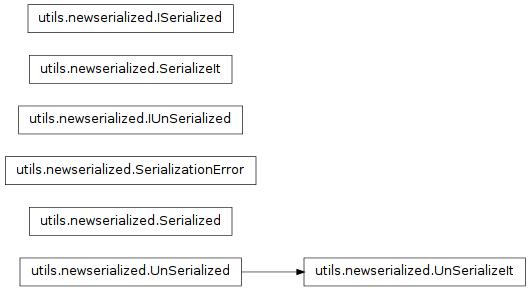 utils.newserialized.ISerialized
utils.newserialized.SerializeIt
utils.newserialized.IUnSerialized
utils.newserialized.SerializationError
utils.newserialized.Serialized
utils.newserialized.UnSerialized
utils.newserialized.UnSerializeIt